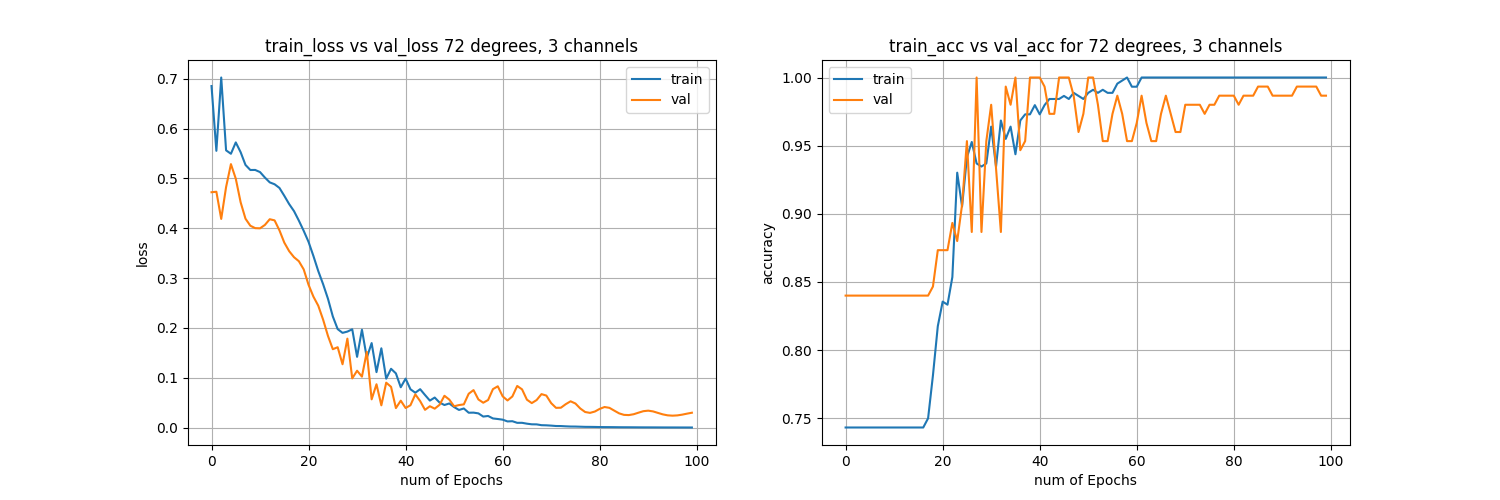 train_loss vs val_loss 72 degrees, 3 channels
train
val
0.7
0.6
0.5
0.4
0.3
0.2
0.1
0.0
loss
0
20
40
60
80
100
num of Epochs
train_acc vs val_acc for 72 degrees, 3 channels
train
val
1.00
0.95
0.90
0.85
0.80
0.75
accuracy
0
20
40
60
80
100
num of Epochs